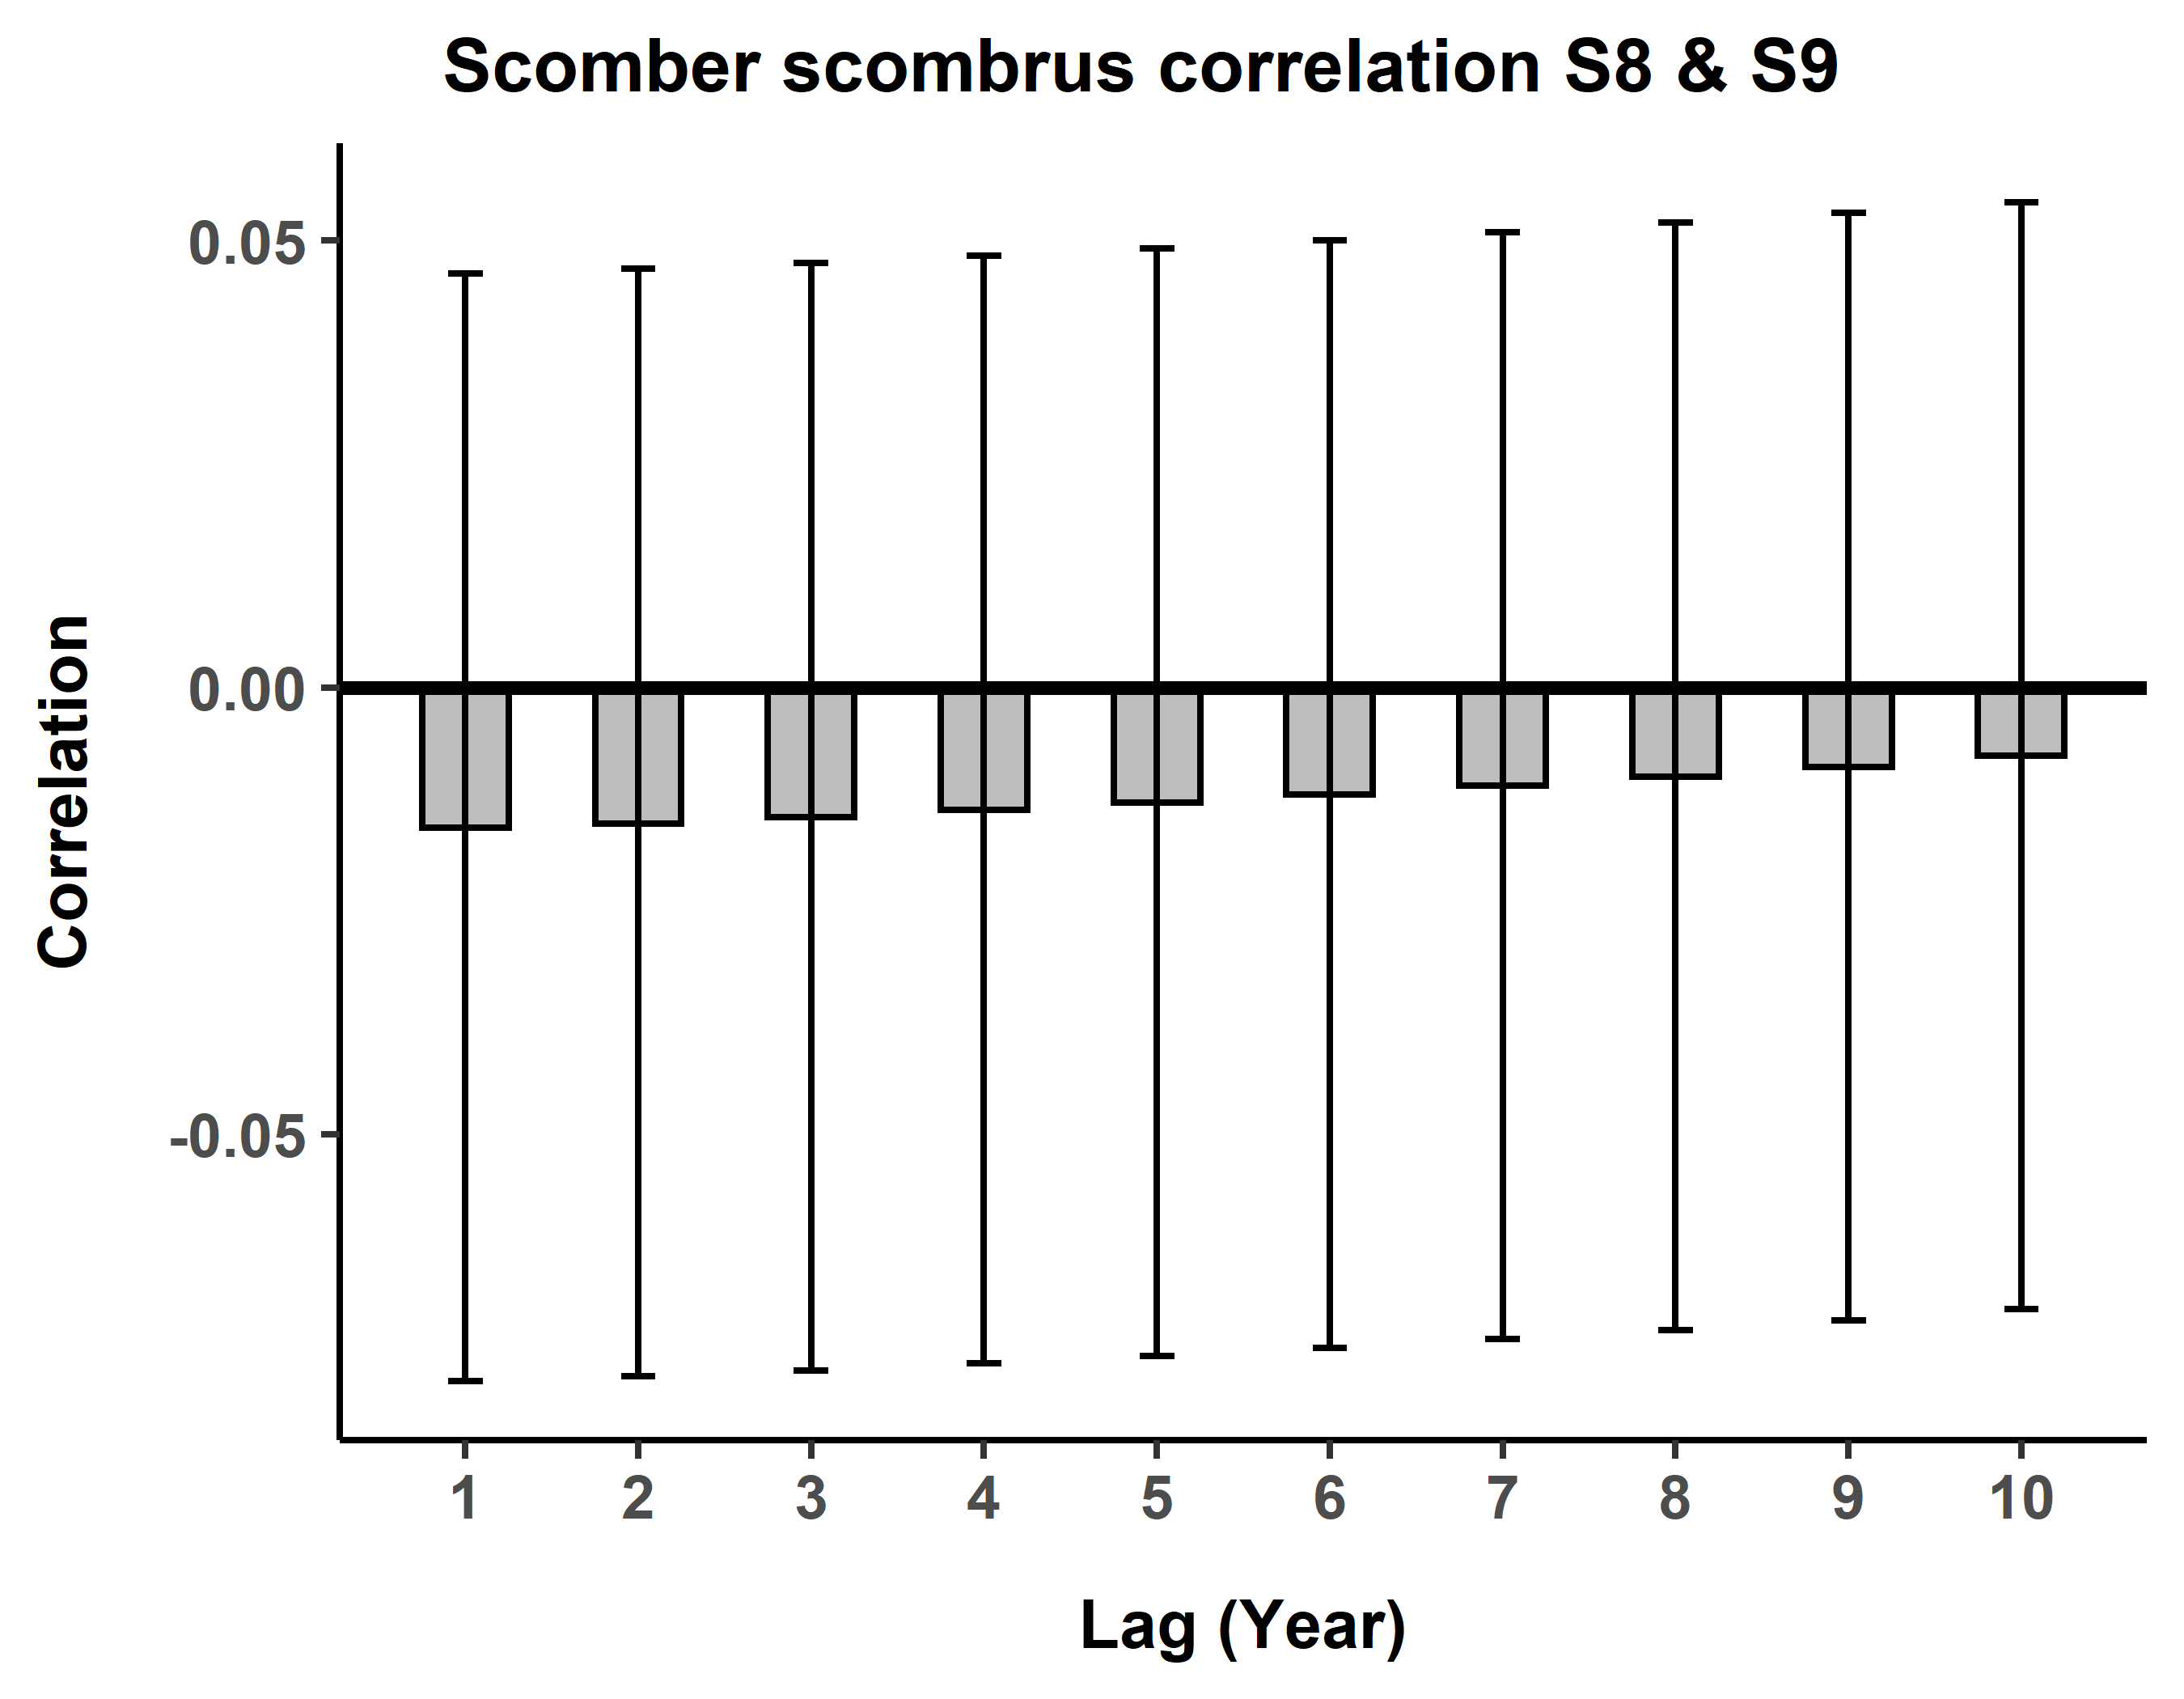 Scomber scombrus correlation S8 & S9
0.05
0.00
-0.05
Correlation
1 2 3 4 5 6 7 8 9 10
Lag (Year)